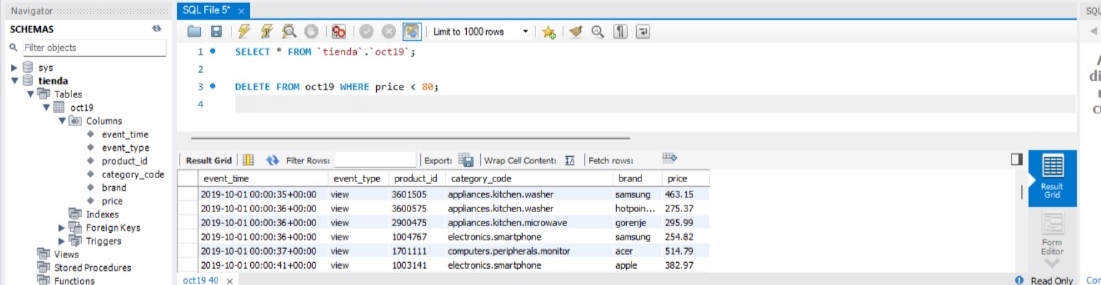 Navigator
SQL File 5* ×
SQL
SCHEMAS
Filter objects
Limit to 1000 rows
sys
tienda
Tables
oct19
Columns
event_time
event_type
product_id
category_code
brand
price
Indexes
Foreign Keys
Triggers
Views
Stored Procedures
Functions
1 SELECT * FROM `tienda`.`oct19`;
2
3 DELETE FROM oct19 WHERE price < 80;
4
Result Grid Filter Rows: Export: Wrap Cell Content: Fetch rows:
event_time event_type product_id category_code brand price
2019-10-01 00:00:35+00:00 view 3601505 appliances.kitchen.washer samsung 463.15
2019-10-01 00:00:36+00:00 view 3600575 appliances.kitchen.washer hotpoin... 275.37
2019-10-01 00:00:36+00:00 view 2900475 appliances.kitchen.microwave gorenje 295.99
2019-10-01 00:00:36+00:00 view 1004767 electronics.smartphone samsung 254.82
2019-10-01 00:00:37+00:00 view 1701111 computers.peripherals.monitor acer 514.79
2019-10-01 00:00:41+00:00 view 1003141 electronics.smartphone apple 382.97
Result
Grid
Form
Editor
oct19 40 ×
Read Only